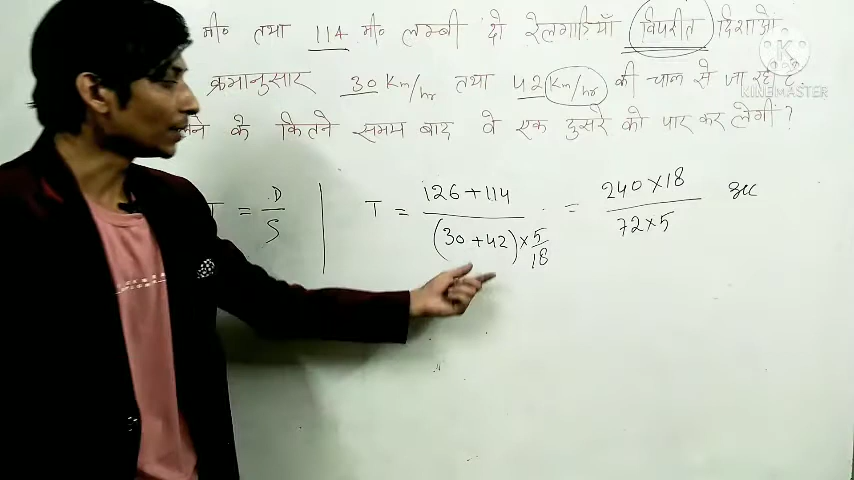 मी० तथा 114 मी० लम्बी दो रेलगाडियाँ विपरीत दिशाओं
क्रमानुसार 30 Km/hr तथा 42 Km/hr की चाल से जा रही
के कितने समय बाद वे एक दुसरे को पार कर लेगीं ?
T = D/S | T = (126+114)/((30+42)×5/18) = (240×18)/(72×5) sec
K
KINEMASTER